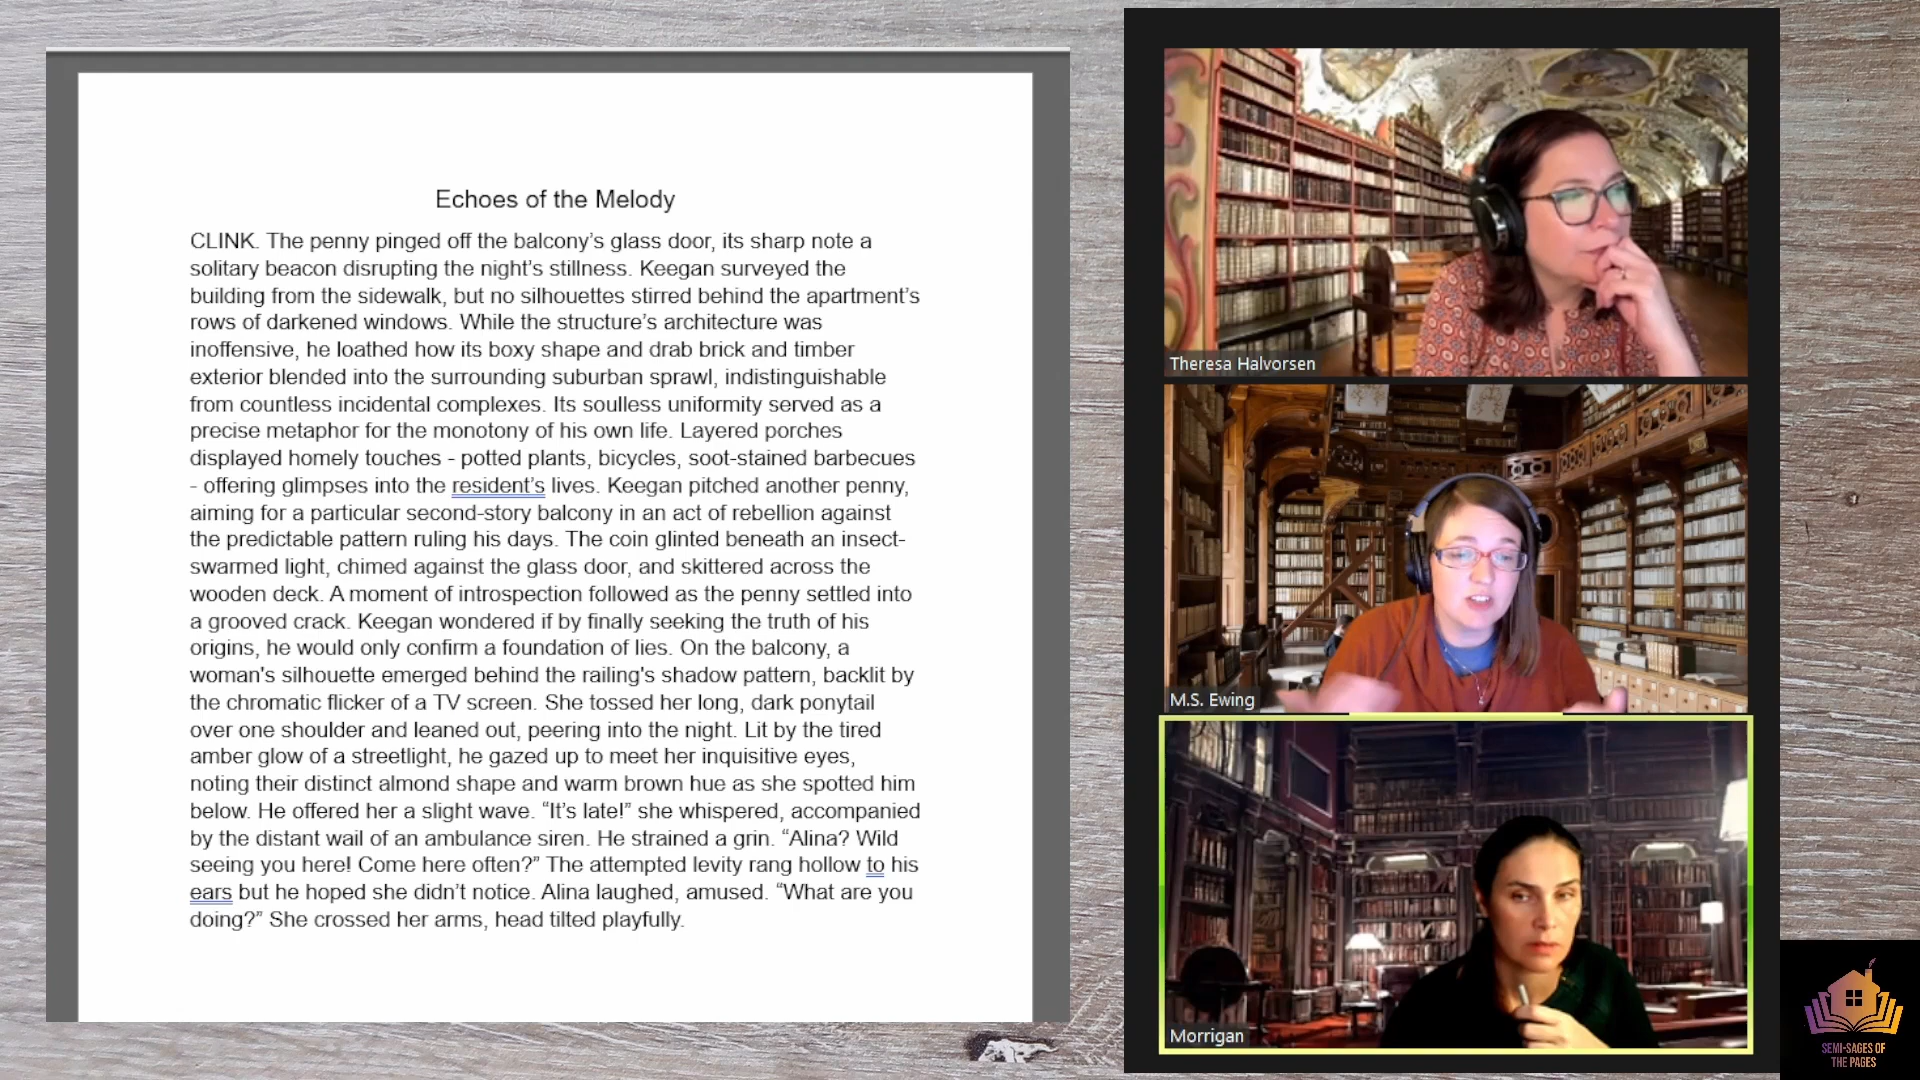 Echoes of the Melody
CLINK. The penny pinged off the balcony’s glass door, its sharp note a
solitary beacon disrupting the night’s stillness. Keegan surveyed the
building from the sidewalk, but no silhouettes stirred behind the apartment’s
rows of darkened windows. While the structure’s architecture was
inoffensive, he loathed how its boxy shape and drab brick and timber
exterior blended into the surrounding suburban sprawl, indistinguishable
from countless incidental complexes. Its soulless uniformity served as a
precise metaphor for the monotony of his own life. Layered porches
displayed homely touches - potted plants, bicycles, soot-stained barbecues
- offering glimpses into the resident’s lives. Keegan pitched another penny,
aiming for a particular second-story balcony in an act of rebellion against
the predictable pattern ruling his days. The coin glinted beneath an insect-
swarmed light, chimed against the glass door, and skittered across the
wooden deck. A moment of introspection followed as the penny settled into
a grooved crack. Keegan wondered if by finally seeking the truth of his
origins, he would only confirm a foundation of lies. On the balcony, a
woman's silhouette emerged behind the railing's shadow pattern, backlit by
the chromatic flicker of a TV screen. She tossed her long, dark ponytail
over one shoulder and leaned out, peering into the night. Lit by the tired
amber glow of a streetlight, he gazed up to meet her inquisitive eyes,
noting their distinct almond shape and warm brown hue as she spotted him
below. He offered her a slight wave. “It’s late!” she whispered, accompanied
by the distant wail of an ambulance siren. He strained a grin. “Alina? Wild
seeing you here! Come here often?” The attempted levity rang hollow to his
ears but he hoped she didn’t notice. Alina laughed, amused. “What are you
doing?” She crossed her arms, head tilted playfully.
Theresa Halvorsen
M.S. Ewing
Morrigan
SEMI-SAGES OF
THE PAGES